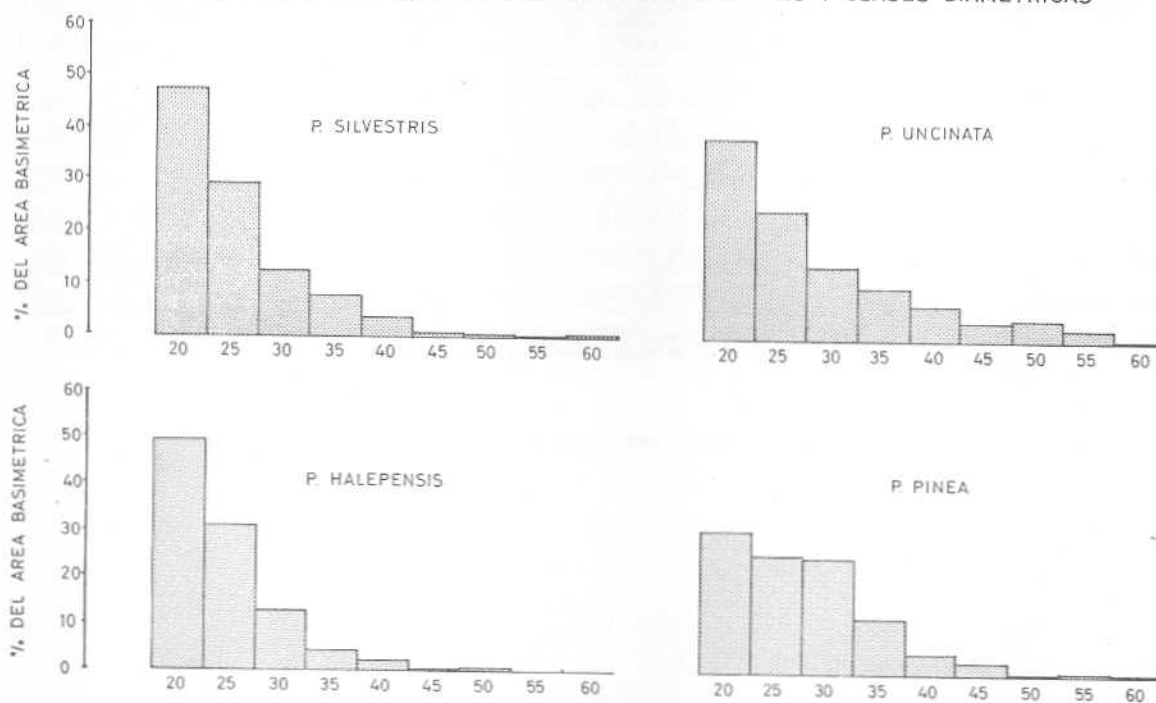 CLASES DIAMETRICAS
60
50
40
30
20
10
0
% DEL AREA BASIMETRICA
P. SILVESTRIS
20 25 30 35 40 45 50 55 60
P. UNCINATA
20 25 30 35 40 45 50 55 60
60
50
40
30
20
10
0
% DEL AREA BASIMETRICA
P. HALEPENSIS
20 25 30 35 40 45 50 55 60
P. PINEA
20 25 30 35 40 45 50 55 60